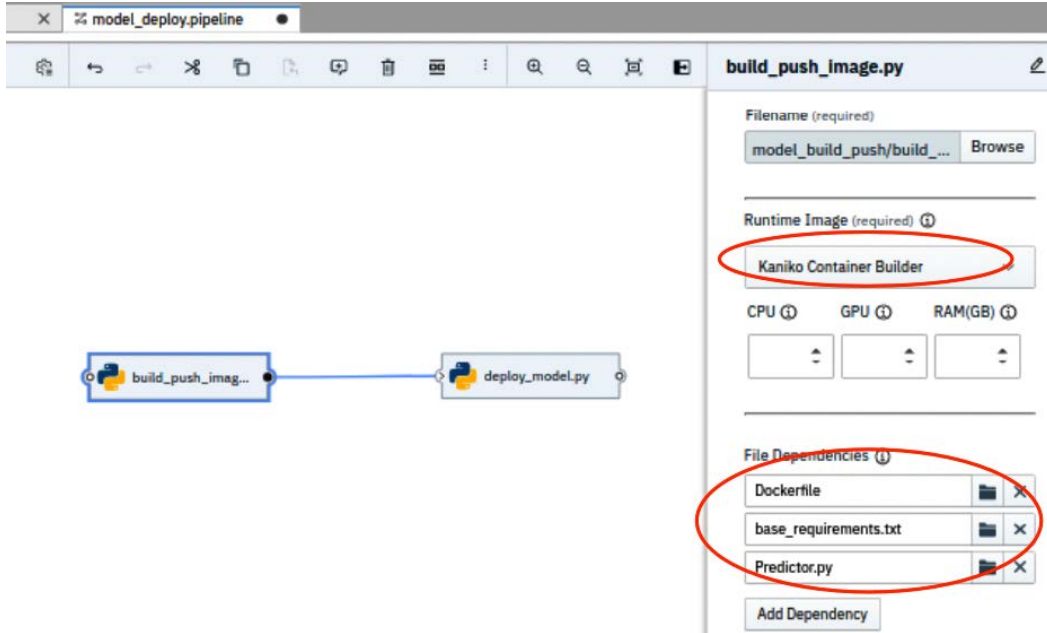 model_deploy.pipeline
build_push_image.py
Filename (required)
model_build_push/build_... Browse
Runtime Image (required)
Kaniko Container Builder
CPU GPU RAM(GB)
build_push_imag... deploy_model.py
File Dependencies
Dockerfile
base_requirements.txt
Predictor.py
Add Dependency